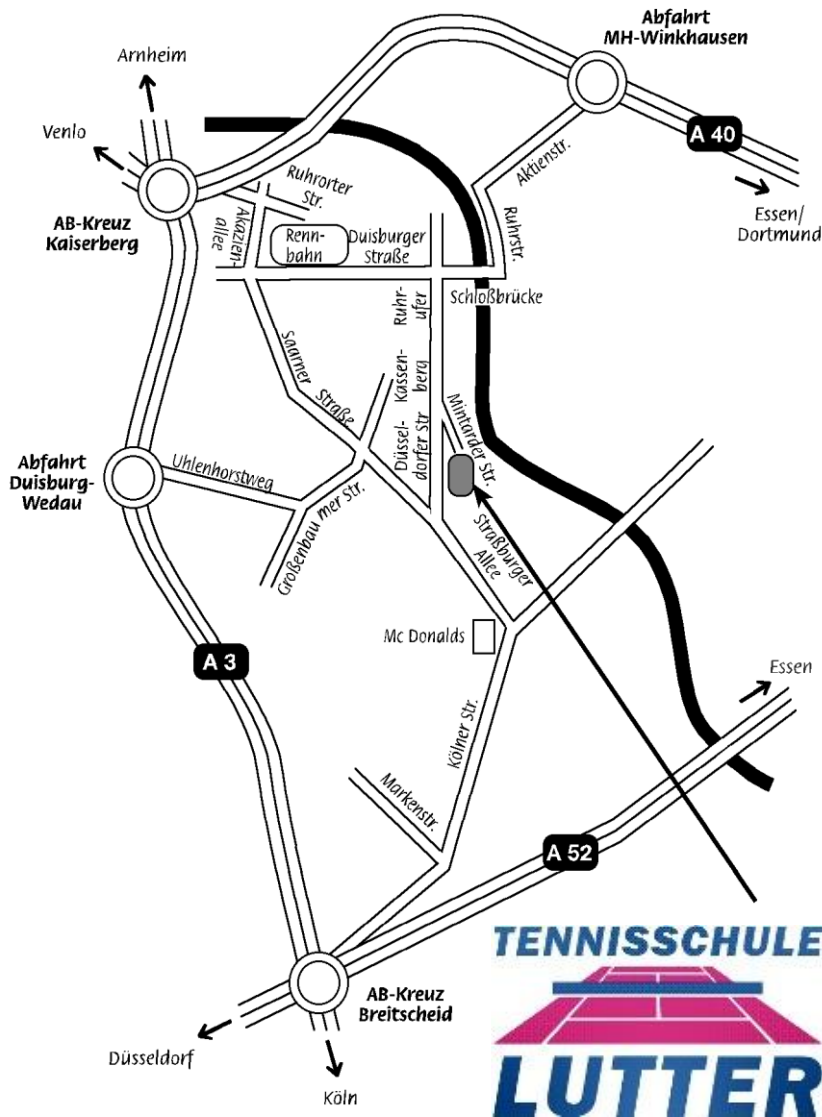 Abfahrt
MH-Winkhausen
Arnheim
Venlo
A 40
Aktienstr.
Ruhrorter
Str.
Essen/
Dortmund
AB-Kreuz
Kaiserberg
Akazien-
allee
Renn-
bahn
Duisburger
Straße
Ruhrstr.
Schloßbrücke
Ruhr-
ufer
Saarner
Straße
Kassen-
berg
Mintarder Str.
Düssel-
dorfer Str
Abfahrt
Duisburg-
Wedau
Uhlenhorstweg
Großenbau mer Str.
Straßburger
Allee
Mc Donalds
A 3
Essen
Kölner Str.
Markenstr.
A 52
AB-Kreuz
Breitscheid
Düsseldorf
Köln
TENNISSCHULE
LUTTER